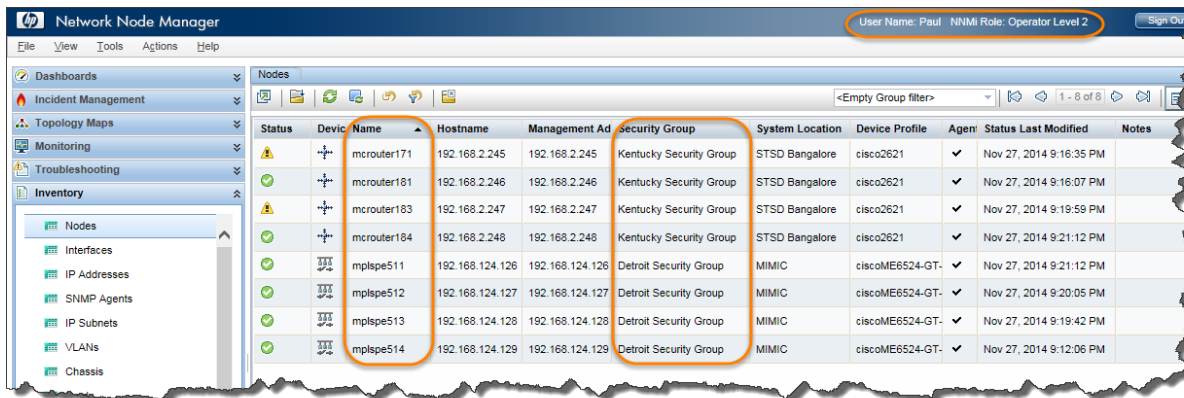 hp Network Node Manager User Name: Paul NNMi Role: Operator Level 2 Sign Ou
File View Tools Actions Help
Dashboards
Incident Management
Topology Maps
Monitoring
Troubleshooting
Inventory
Nodes
Interfaces
IP Addresses
SNMP Agents
IP Subnets
VLANs
Chassis
Nodes
<Empty Group filter> 1 - 8 of 8
Status Devic Name Hostname Management Ad Security Group System Location Device Profile Agent Status Last Modified Notes
mcrouter171 192.168.2.245 192.168.2.245 Kentucky Security Group STSD Bangalore cisco2621 Nov 27, 2014 9:16:35 PM
mcrouter181 192.168.2.246 192.168.2.246 Kentucky Security Group STSD Bangalore cisco2621 Nov 27, 2014 9:16:07 PM
mcrouter183 192.168.2.247 192.168.2.247 Kentucky Security Group STSD Bangalore cisco2621 Nov 27, 2014 9:19:59 PM
mcrouter184 192.168.2.248 192.168.2.248 Kentucky Security Group STSD Bangalore cisco2621 Nov 27, 2014 9:21:12 PM
mplspe511 192.168.124.126 192.168.124.126 Detroit Security Group MIMIC ciscoME6524-GT- Nov 27, 2014 9:21:12 PM
mplspe512 192.168.124.127 192.168.124.127 Detroit Security Group MIMIC ciscoME6524-GT- Nov 27, 2014 9:20:05 PM
mplspe513 192.168.124.128 192.168.124.128 Detroit Security Group MIMIC ciscoME6524-GT- Nov 27, 2014 9:19:42 PM
mplspe514 192.168.124.129 192.168.124.129 Detroit Security Group MIMIC ciscoME6524-GT- Nov 27, 2014 9:12:06 PM